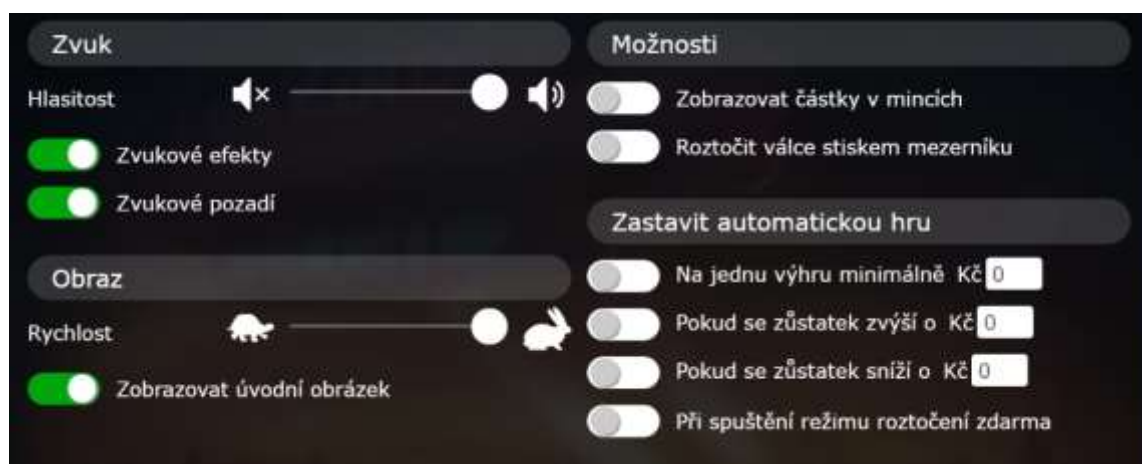 Zvuk
Hlasitost
Zvukové efekty
Zvukové pozadí
Obraz
Rychlost
Zobrazovat úvodní obrázek
Možnosti
Zobrazovat částky v mincích
Roztočit válce stiskem mezerníku
Zastavit automatickou hru
Na jednu výhru minimálně Kč 0
Pokud se zůstatek zvýší o Kč 0
Pokud se zůstatek sníží o Kč 0
Při spuštění režimu roztočení zdarma